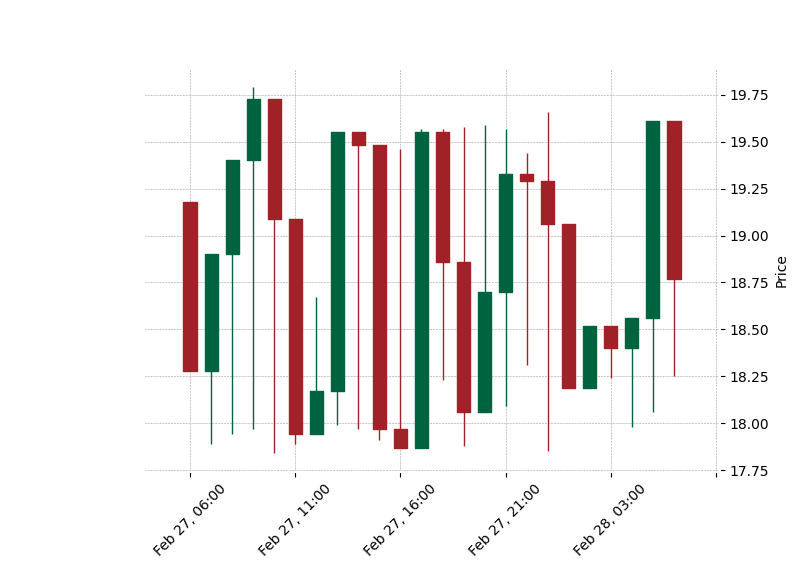 19.75
19.50
19.25
19.00
18.75
18.50
18.25
18.00
17.75
Price
Feb 27, 06:00
Feb 27, 11:00
Feb 27, 16:00
Feb 27, 21:00
Feb 28, 03:00